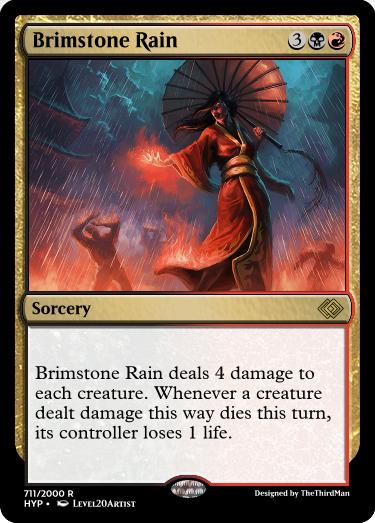 Brimstone Rain 3
Sorcery
Brimstone Rain deals 4 damage to
each creature. Whenever a creature
dealt damage this way dies this turn,
its controller loses 1 life.
711/2000 R
HYP • Level20Artist
Designed by TheThirdMan